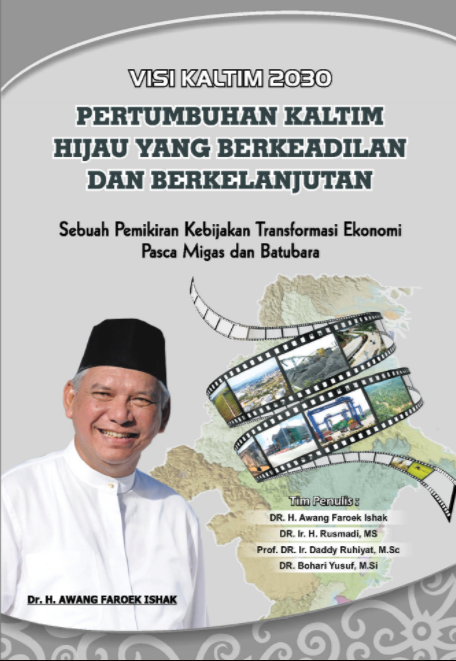 VISI KALTIM 2030
PERTUMBUHAN KALTIM
HIJAU YANG BERKEADILAN
DAN BERKELANJUTAN
Sebuah Pemikiran Kebijakan Transformasi Ekonomi
Pasca Migas dan Batubara
Tim Penulis :
DR. H. Awang Faroek Ishak
DR. Ir. H. Rusmadi, MS
Prof. DR. Ir. Daddy Ruhiyat, M.Sc
DR. Bohari Yusuf, M.Si
Dr. H. AWANG FAROEK ISHAK